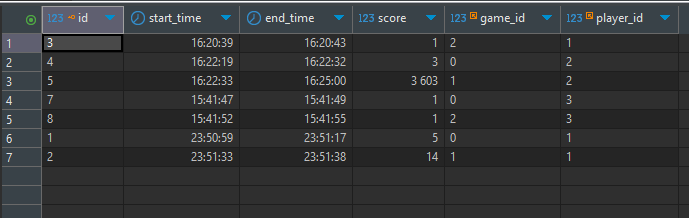 123 id start_time end_time 123 score 123 game_id 123 player_id
1 3 16:20:39 16:20:43 1 2 1
2 4 16:22:19 16:22:32 3 0 2
3 5 16:22:33 16:25:00 3 603 1 2
4 7 15:41:47 15:41:49 1 0 3
5 8 15:41:52 15:41:55 1 2 3
6 1 23:50:59 23:51:17 5 0 1
7 2 23:51:33 23:51:38 14 1 1